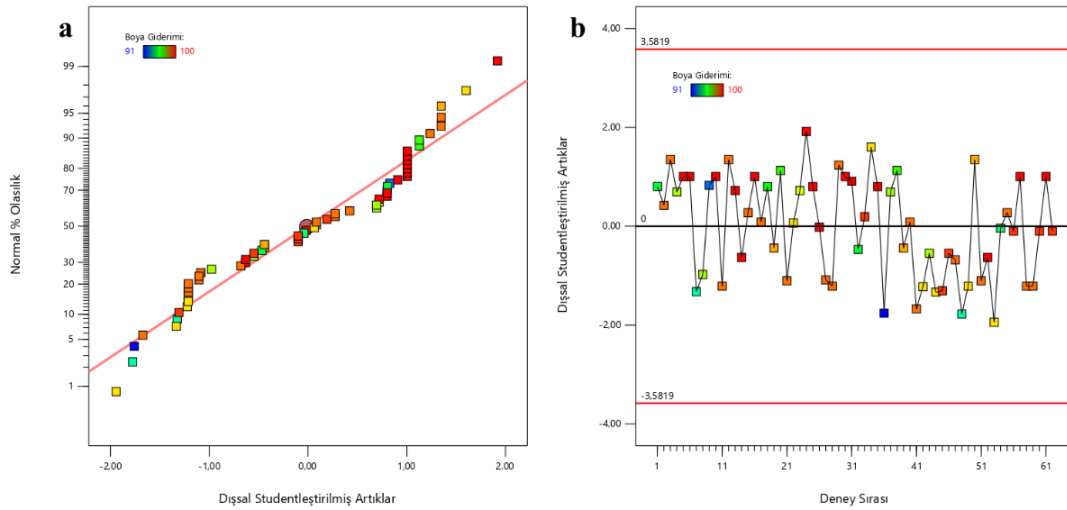 a
Boya Giderimi:
91 100
Normal % Olasılık
99
95
90
80
70
50
30
20
10
5
1
-2,00 -1,00 0,00 1,00 2,00
Dışsal Studentleştirilmiş Artıklar
b
Dışsal Studentleştirilmiş Artıklar
4,00
3,5819
Boya Giderimi:
91 100
2,00
0
0,00
-2,00
-3,5819
-4,00
1 11 21 31 41 51 61
Deney Sırası